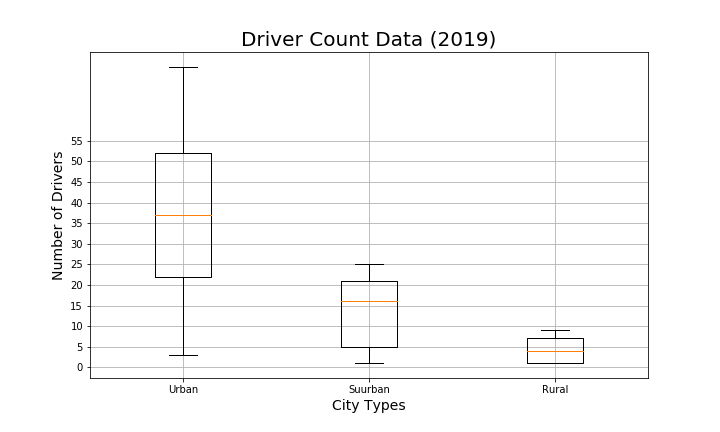 Driver Count Data (2019)
Number of Drivers
55
50
45
40
35
30
25
20
15
10
5
0
Urban
Suurban
Rural
City Types